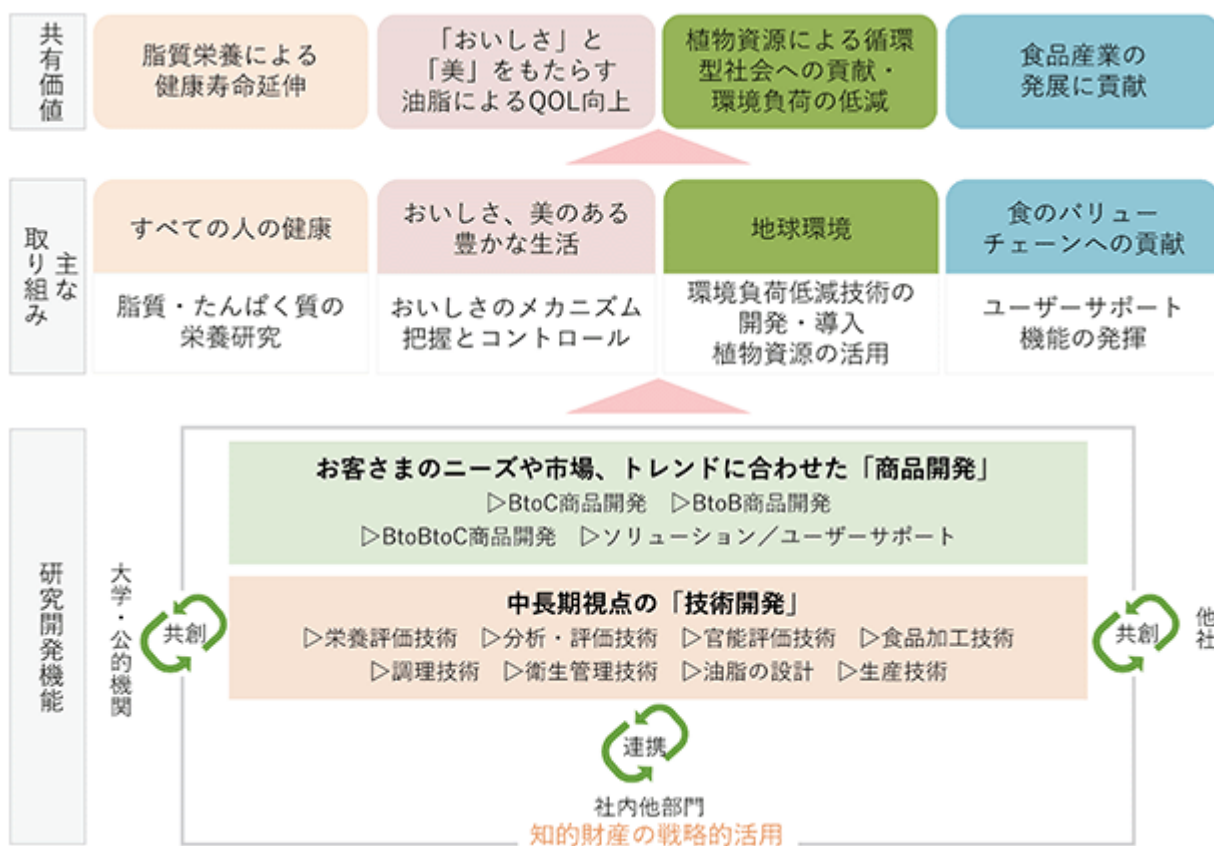 共有価値
脂質栄養による
健康寿命延伸
「おいしさ」と
「美」をもたらす
油脂によるQOL向上
植物資源による循環
型社会への貢献・
環境負荷の低減
食品産業の
発展に貢献
主な
取り組み
すべての人の健康
脂質・たんぱく質の
栄養研究
おいしさ、美のある
豊かな生活
おいしさのメカニズム
把握とコントロール
地球環境
環境負荷低減技術の
開発・導入
植物資源の活用
食のバリュー
チェーンへの貢献
ユーザーサポート
機能の発揮
研究開発機能
大学・公的機関
共創
お客さまのニーズや市場、トレンドに合わせた「商品開発」
▷BtoC商品開発 ▷BtoB商品開発
▷BtoBtoC商品開発 ▷ソリューション／ユーザーサポート
中長期視点の「技術開発」
▷栄養評価技術 ▷分析・評価技術 ▷官能評価技術 ▷食品加工技術
▷調理技術 ▷衛生管理技術 ▷油脂の設計 ▷生産技術
共創
他社
連携
社内他部門
知的財産の戦略的活用